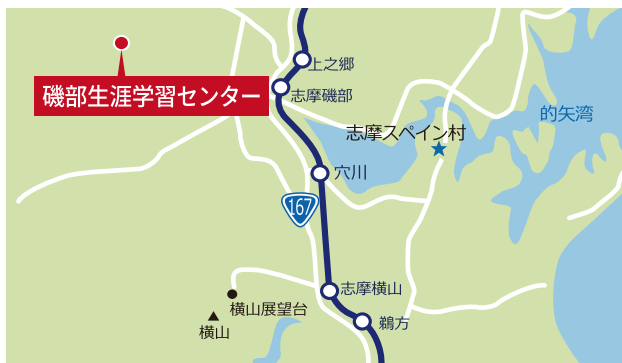 上之郷
磯部生涯学習センター
志摩磯部
的矢湾
志摩スペイン村
穴川
167
志摩横山
横山展望台
鵜方
横山